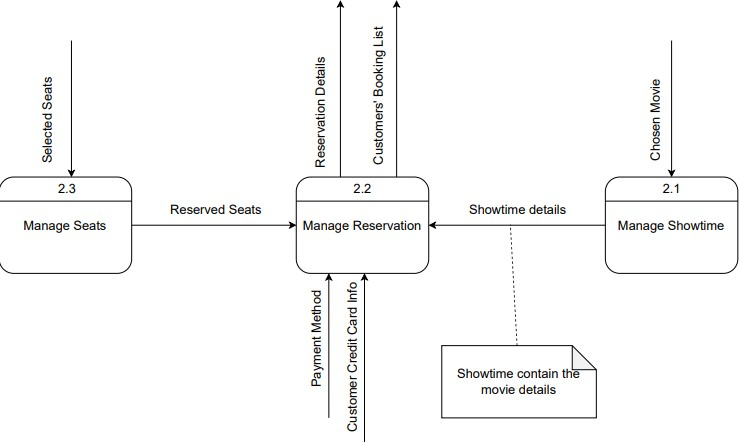 Selected Seats
Reservation Details
Customers' Booking List
Chosen Movie
2.3
Manage Seats
Reserved Seats
2.2
Manage Reservation
Showtime details
2.1
Manage Showtime
Payment Method
Customer Credit Card Info
Showtime contain the
movie details